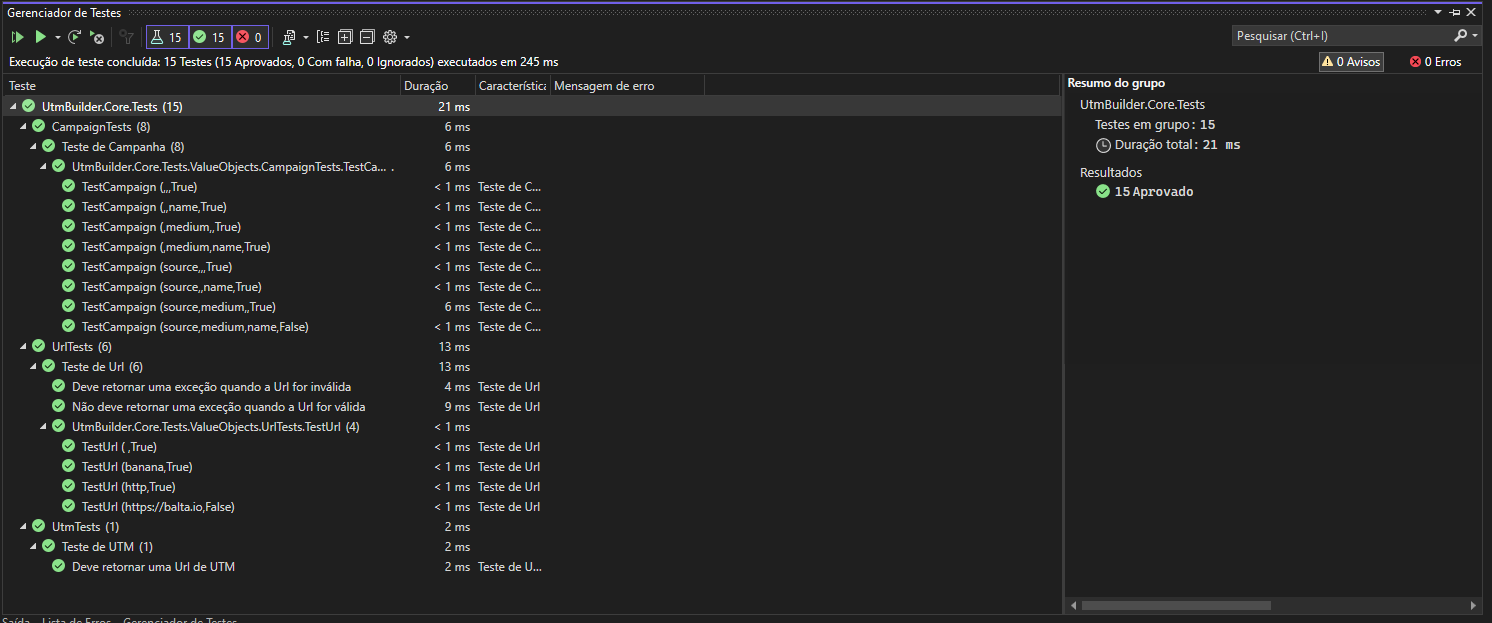 Gerenciador de Testes
15 15 0
Pesquisar (Ctrl+I)
Execução de teste concluída: 15 Testes (15 Aprovados, 0 Com falha, 0 Ignorados) executados em 245 ms
0 Avisos 0 Erros
Teste Duração Característica Mensagem de erro
UtmBuilder.Core.Tests (15) 21 ms
CampaignTests (8) 6 ms
Teste de Campanha (8) 6 ms
UtmBuilder.Core.Tests.ValueObjects.CampaignTests.TestCa... . 6 ms
TestCampaign (,,,True) < 1 ms Teste de C...
TestCampaign (,,name,True) < 1 ms Teste de C...
TestCampaign (,medium,,True) < 1 ms Teste de C...
TestCampaign (,medium,name,True) < 1 ms Teste de C...
TestCampaign (source,,,True) < 1 ms Teste de C...
TestCampaign (source,,name,True) < 1 ms Teste de C...
TestCampaign (source,medium,,True) 6 ms Teste de C...
TestCampaign (source,medium,name,False) < 1 ms Teste de C...
UrlTests (6) 13 ms
Teste de Url (6) 13 ms
Deve retornar uma exceção quando a Url for inválida 4 ms Teste de Url
Não deve retornar uma exceção quando a Url for válida 9 ms Teste de Url
UtmBuilder.Core.Tests.ValueObjects.UrlTests.TestUrl (4) < 1 ms
TestUrl ( ,True) < 1 ms Teste de Url
TestUrl (banana,True) < 1 ms Teste de Url
TestUrl (http,True) < 1 ms Teste de Url
TestUrl (https://balta.io,False) < 1 ms Teste de Url
UtmTests (1) 2 ms
Teste de UTM (1) 2 ms
Deve retornar uma Url de UTM 2 ms Teste de U...
Resumo do grupo
UtmBuilder.Core.Tests
Testes em grupo: 15
Duração total: 21 ms
Resultados
15 Aprovado
Saída Lista de Erros Gerenciador de Testes